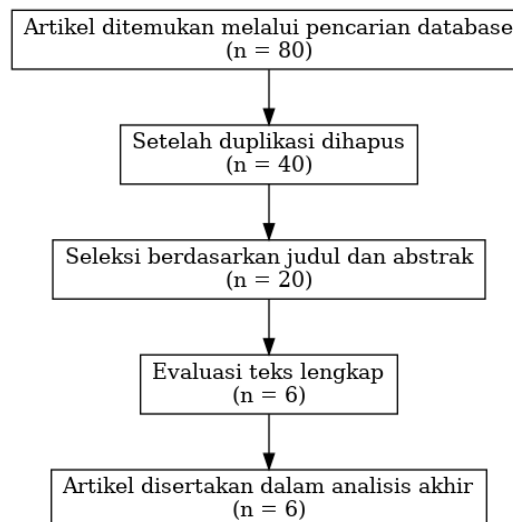 Artikel ditemukan melalui pencarian database
(n = 80)
Setelah duplikasi dihapus
(n = 40)
Seleksi berdasarkan judul dan abstrak
(n = 20)
Evaluasi teks lengkap
(n = 6)
Artikel disertakan dalam analisis akhir
(n = 6)